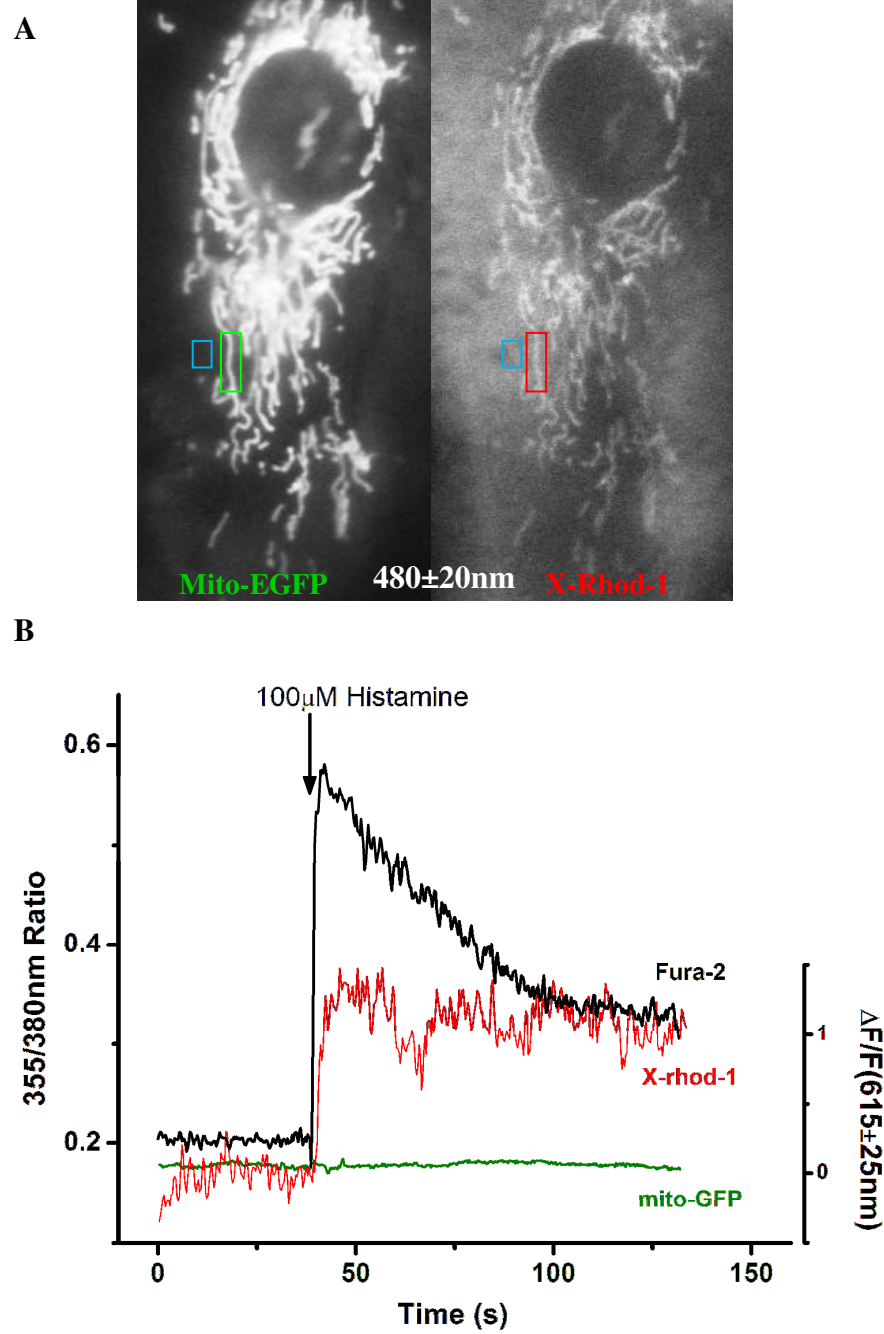 A
Mito-EGFP
480±20nm
X-Rhod-1
B
100μM Histamine
0.6
0.4
0.2
355/380nm Ratio
Fura-2
X-rhod-1
mito-GFP
1
0
ΔF/F(615±25nm)
0
50
100
150
Time (s)